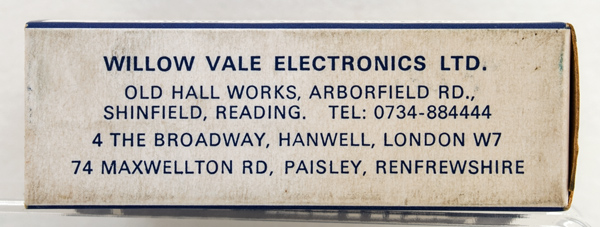 WILLOW VALE ELECTRONICS LTD.
OLD HALL WORKS, ARBORFIELD RD.,
SHINFIELD, READING. TEL: 0734-884444
4 THE BROADWAY, HANWELL, LONDON W7
74 MAXWELLTON RD, PAISLEY, RENFREWSHIRE